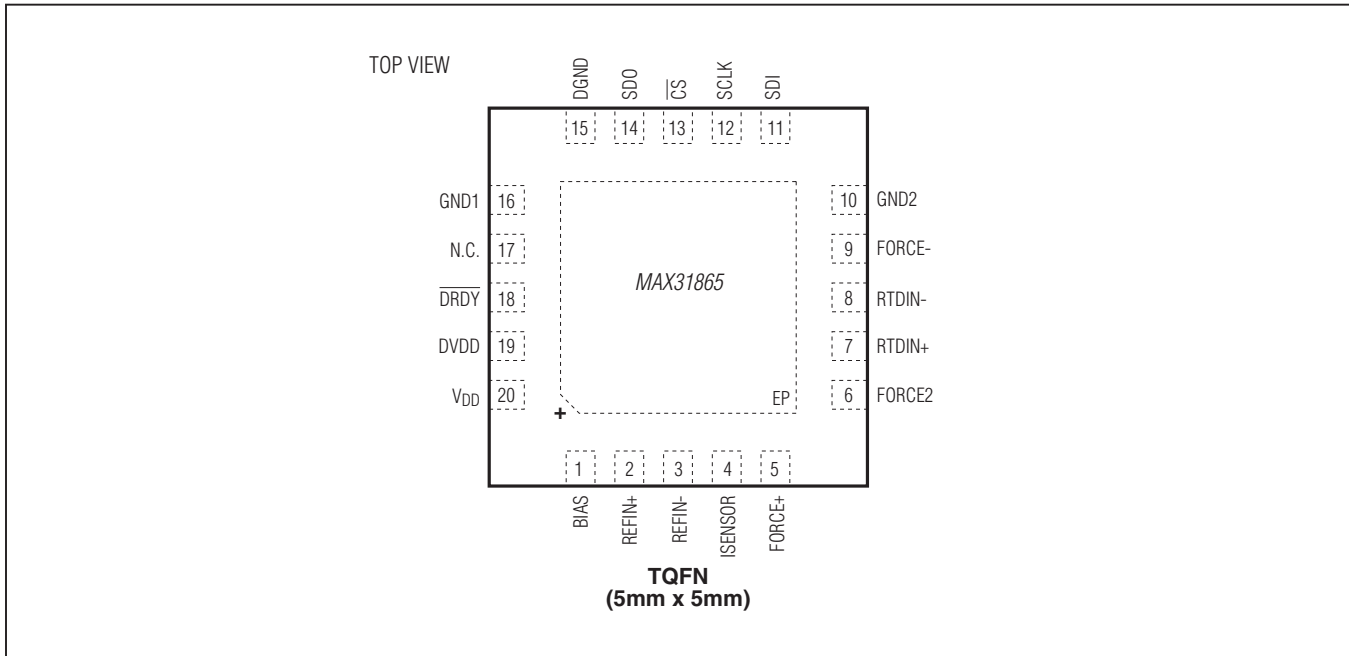 TOP VIEW
DGND SDO C̅S̅ SCLK SDI
15 14 13 12 11
GND1 16
N.C. 17
D̅R̅D̅Y̅ 18
DVDD 19
VDD 20
MAX31865
EP
+
10 GND2
9 FORCE-
8 RTDIN-
7 RTDIN+
6 FORCE2
1 2 3 4 5
BIAS REFIN+ REFIN- ISENSOR FORCE+
TQFN
(5mm x 5mm)